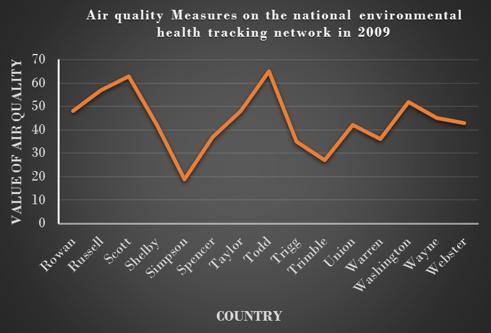 Air quality Measures on the national environmental
health tracking network in 2009
VALUE OF AIR QUALITY
70
60
50
40
30
20
10
0
Rowan
Russell
Scott
Shelby
Simpson
Spencer
Taylor
Todd
Trigg
Trimble
Union
Warren
Washington
Wayne
Webster
COUNTRY